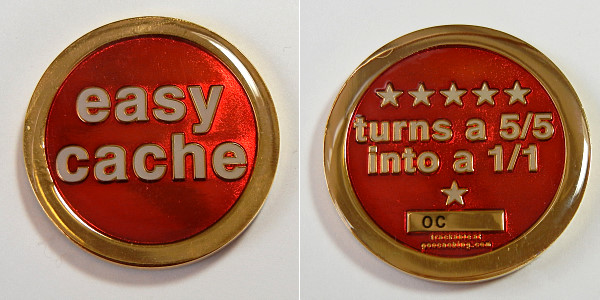 easy
cache
turns a 5/5
into a 1/1
OC
trackable at
geocaching.com